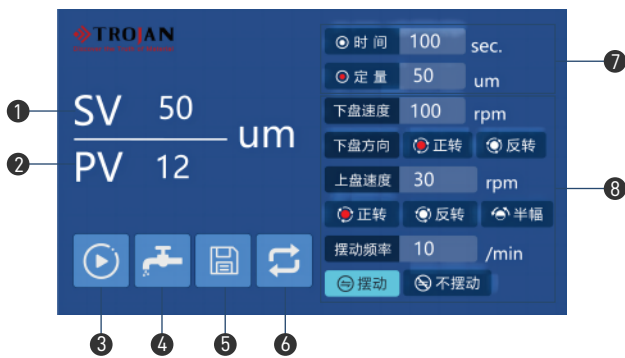 TROJAN
SV 50
um
PV 12
时间 100 sec.
定量 50 um
下盘速度 100 rpm
下盘方向 正转 反转
上盘速度 30 rpm
正转 反转 半幅
摆动频率 10 /min
摆动 不摆动
1
2
3
4
5
6
7
8